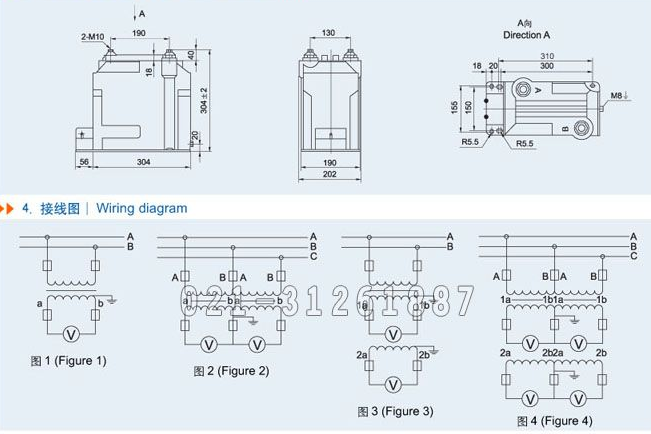 A
2-M10
190
40
18
304±2
20
56
304
130
190
202
A向
Direction A
310
18
20
300
155
150
A
B
M8
R5.5
R5.5
4. 接线图 | Wiring diagram
A
B
a
b
V
图 1 (Figure 1)
A
B
C
A
B
A
B
a
b
a
b
V
V
图 2 (Figure 2)
A
B
1a
1b
V
2a
2b
V
图 3 (Figure 3)
A
B
C
A
B
A
B
1a
1b
1a
1b
V
V
2a
2b
2a
2b
V
V
图 4 (Figure 4)
021-31261887